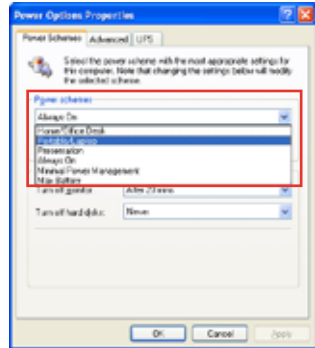 Power Options Properties
Power Schemes Advanced UPS
Select the power scheme with the most appropriate settings for
this computer. Note that changing the settings below will modify
the selected scheme.
Power schemes
Always On
Home/Office Desk
Portable/Laptop
Presentation
Always On
Minimal Power Management
Max Battery
Turn off monitor: After 20 mins
Turn off hard disks: Never
OK Cancel Apply